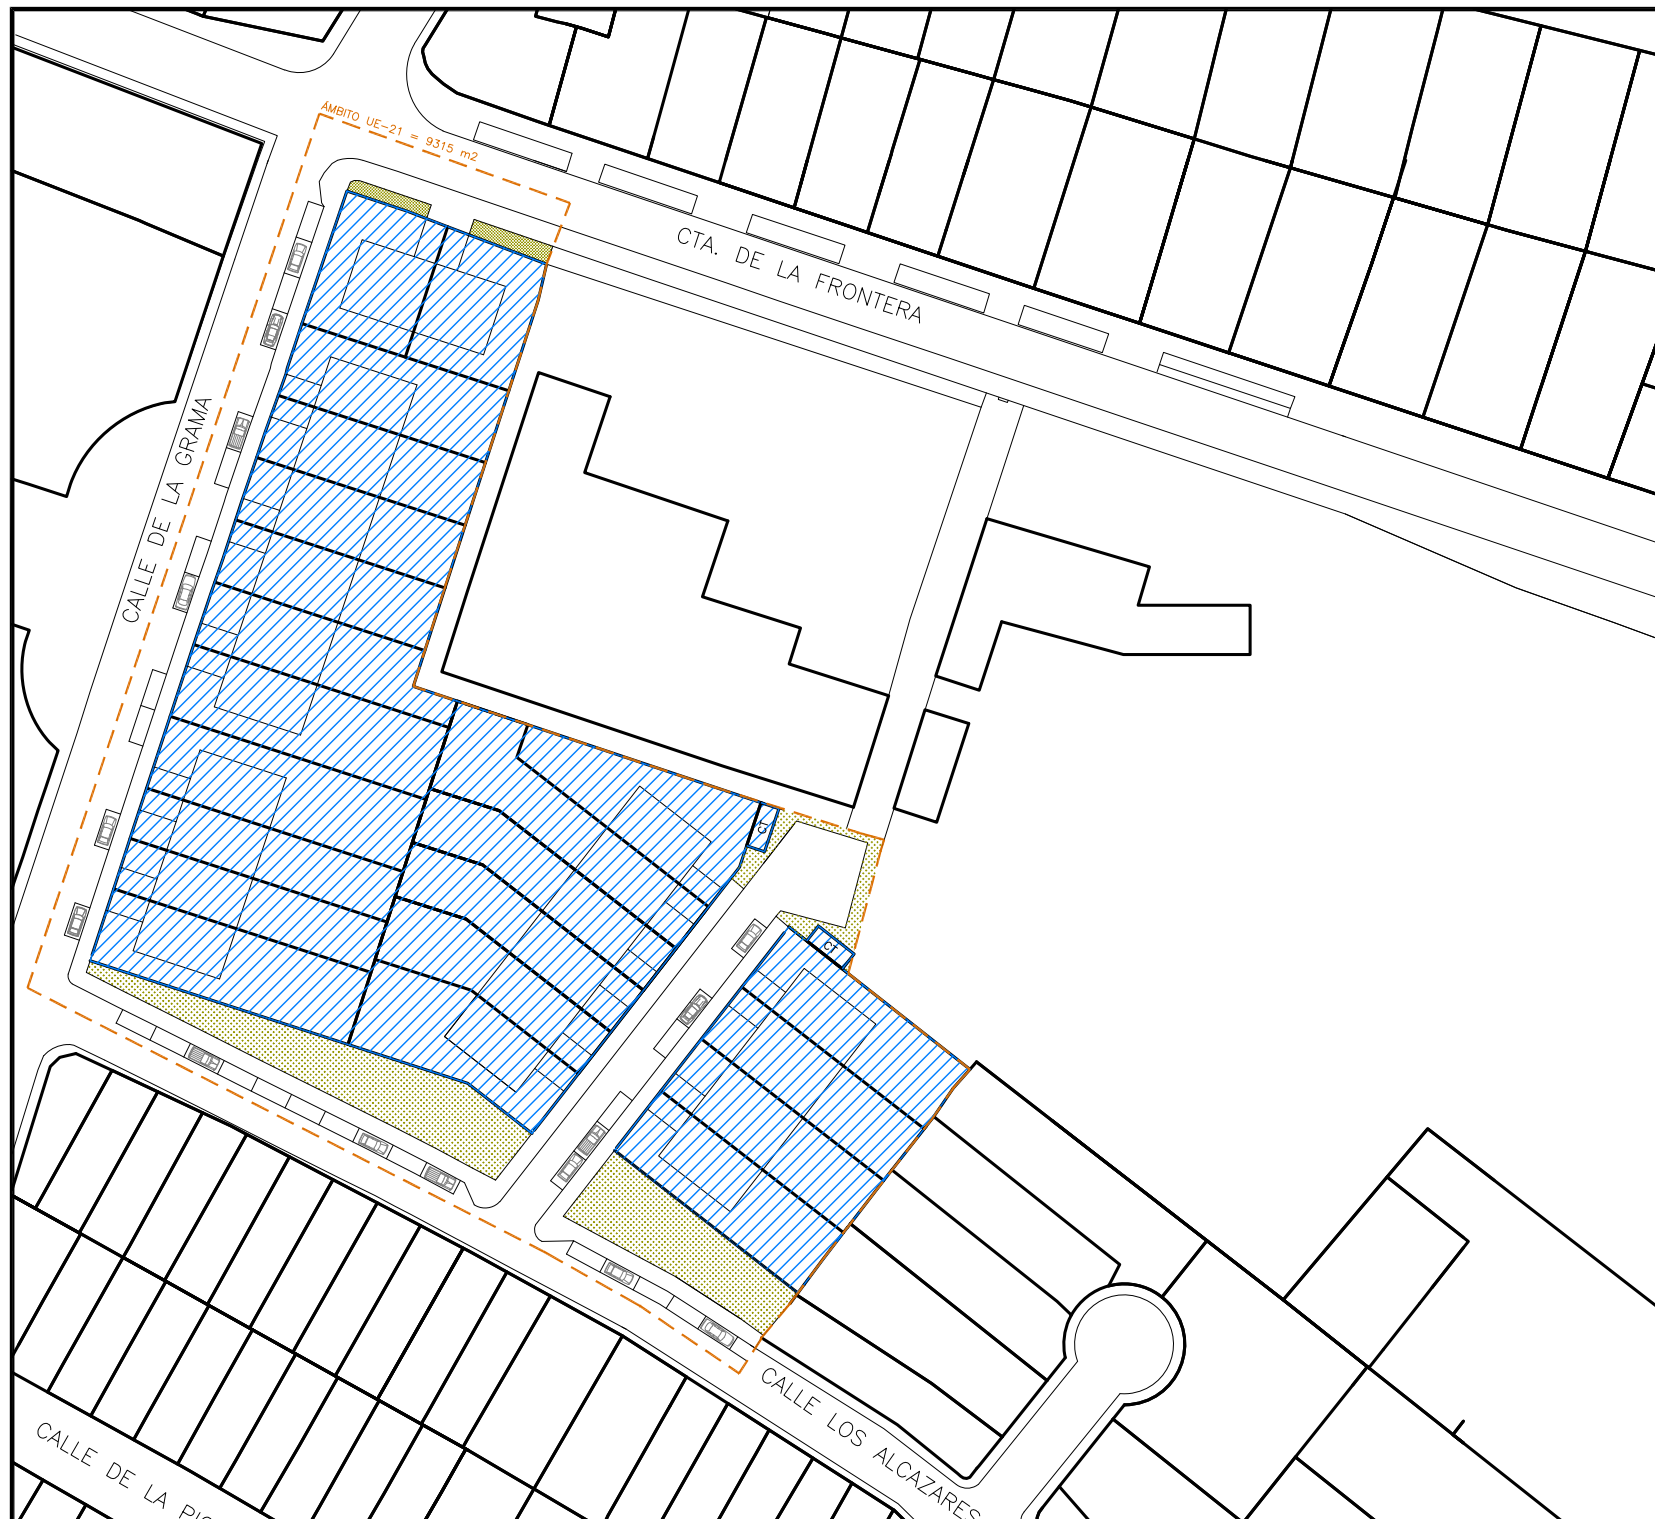 ÁMBITO UE-21 = 9315 m2
CTA. DE LA FRONTERA
CALLE DE LA GRAMA
CT
CT
CALLE LOS ALCAZARES
CALLE DE LA